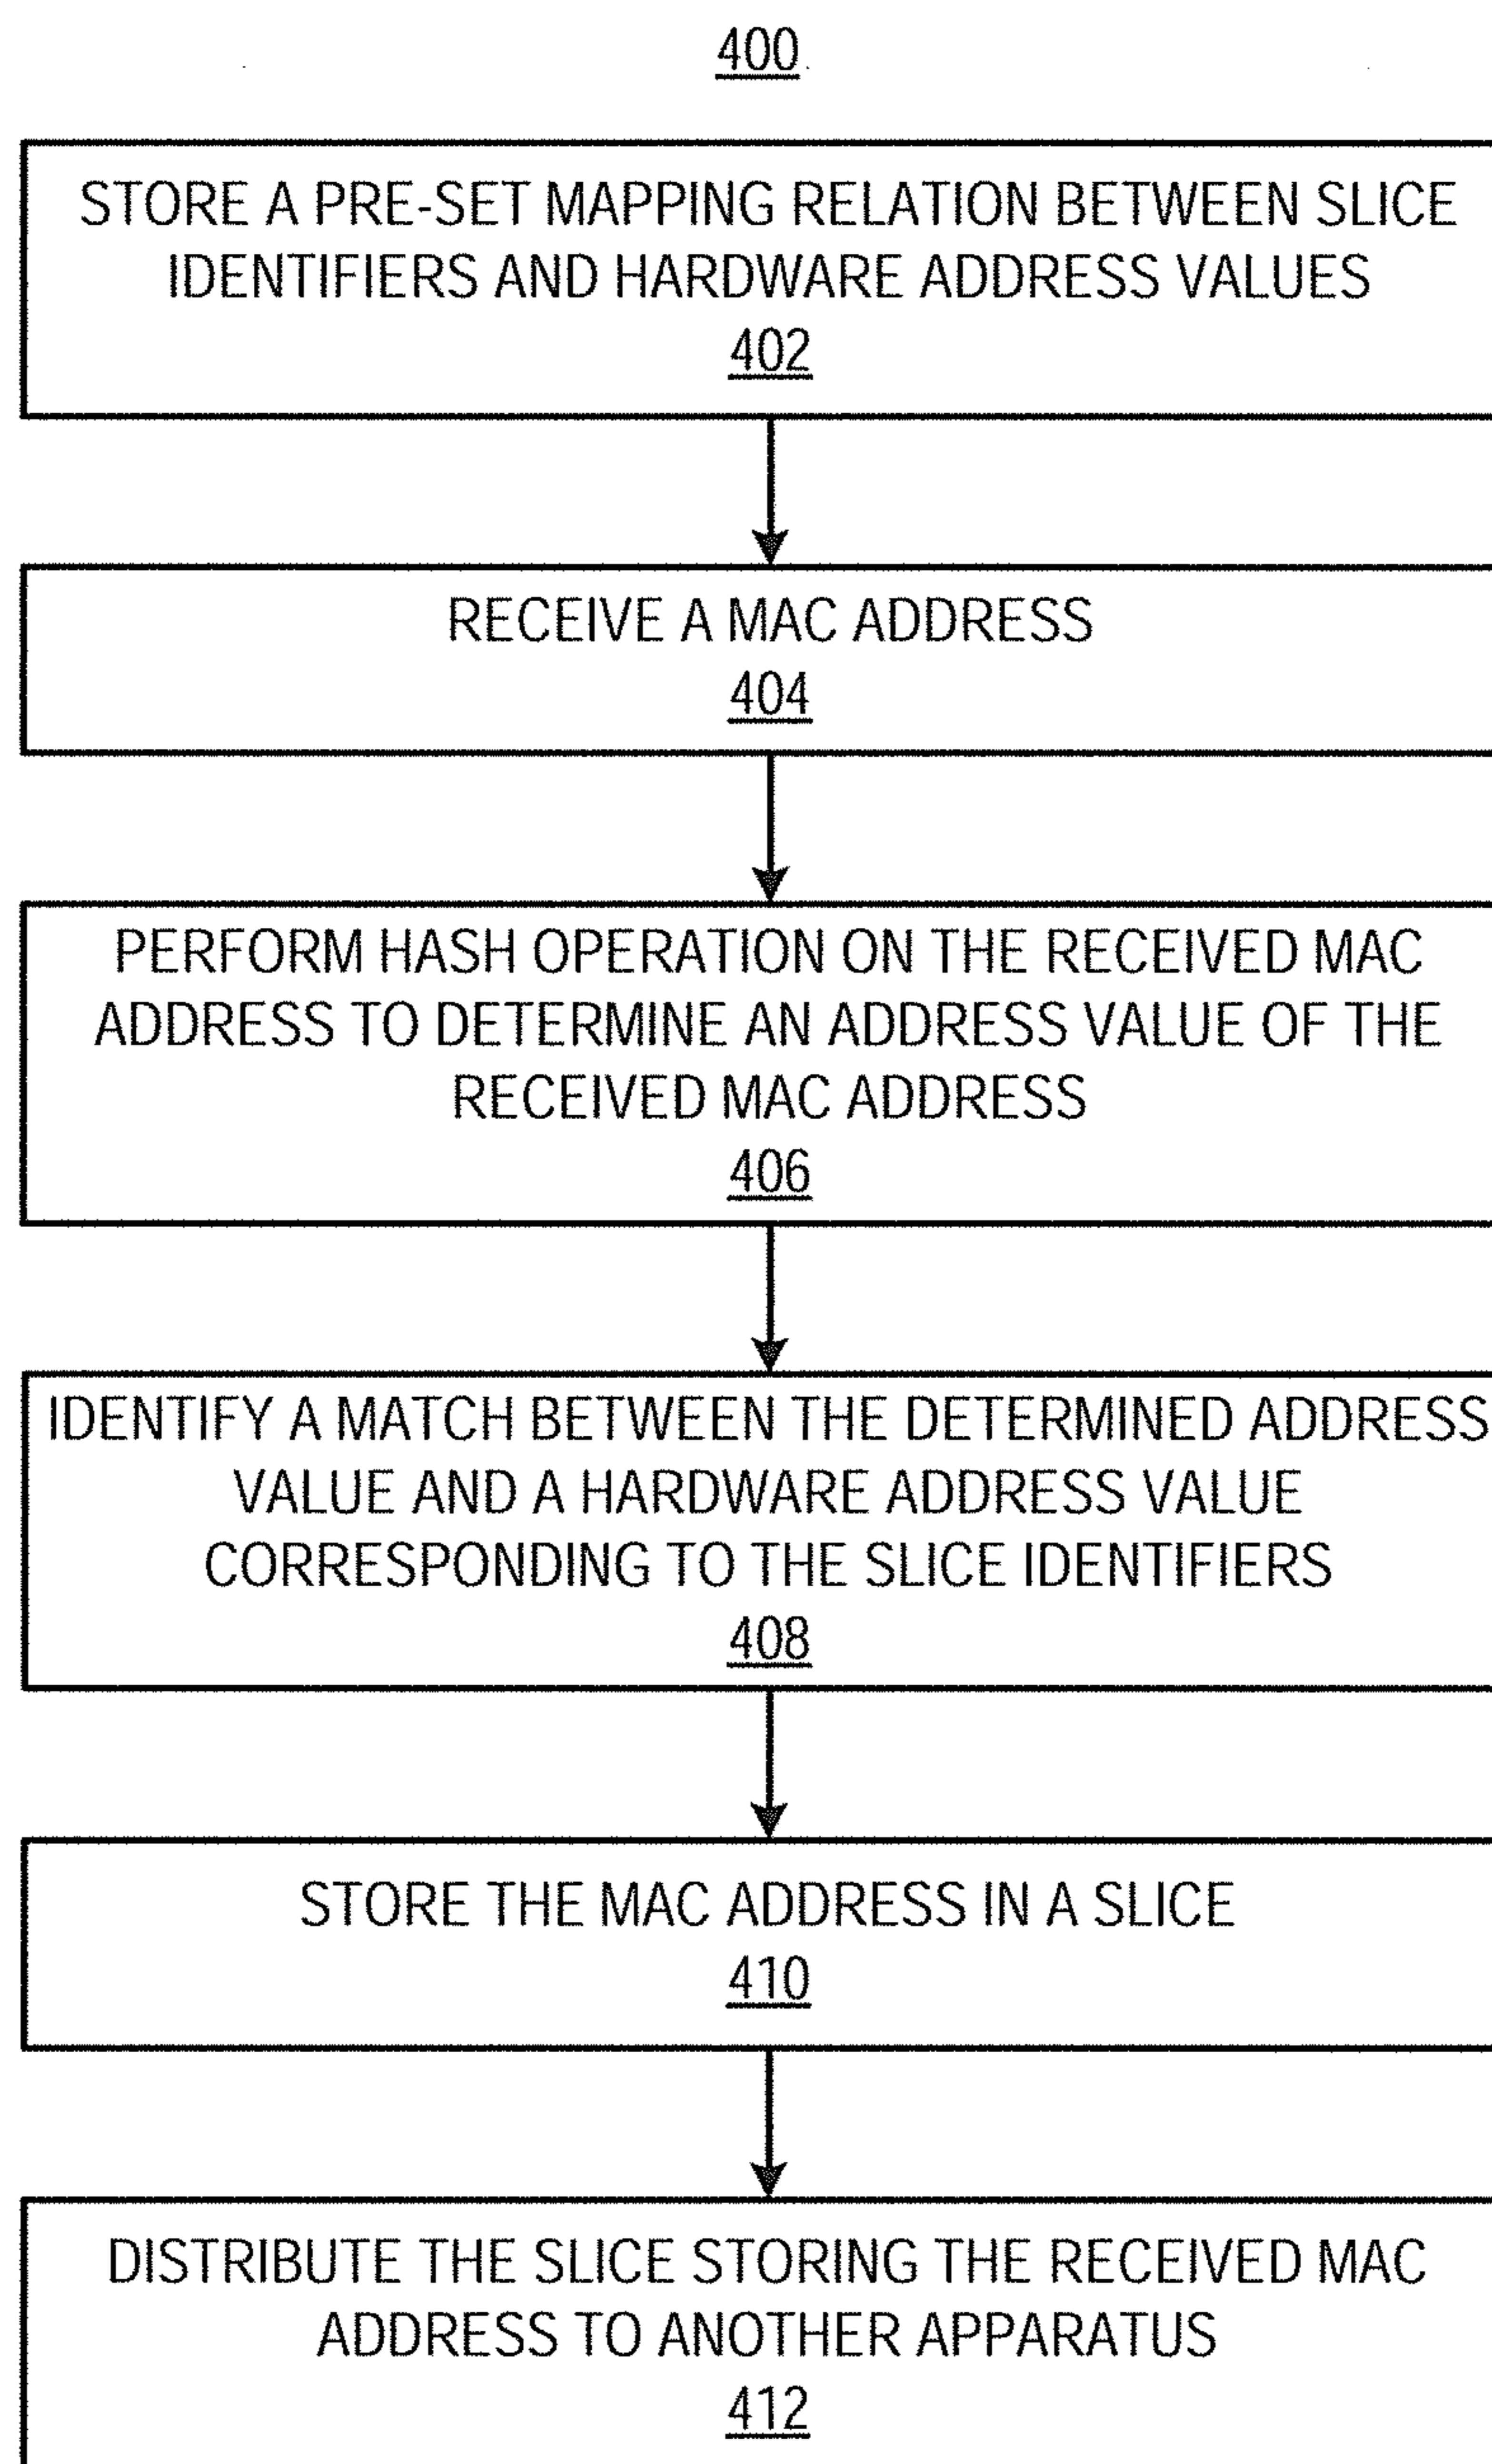 400
STORE A PRE-SET MAPPING RELATION BETWEEN SLICE
IDENTIFIERS AND HARDWARE ADDRESS VALUES
402
RECEIVE A MAC ADDRESS
404
PERFORM HASH OPERATION ON THE RECEIVED MAC
ADDRESS TO DETERMINE AN ADDRESS VALUE OF THE
RECEIVED MAC ADDRESS
406
IDENTIFY A MATCH BETWEEN THE DETERMINED ADDRESS
VALUE AND A HARDWARE ADDRESS VALUE
CORRESPONDING TO THE SLICE IDENTIFIERS
408
STORE THE MAC ADDRESS IN A SLICE
410
DISTRIBUTE THE SLICE STORING THE RECEIVED MAC
ADDRESS TO ANOTHER APPARATUS
412